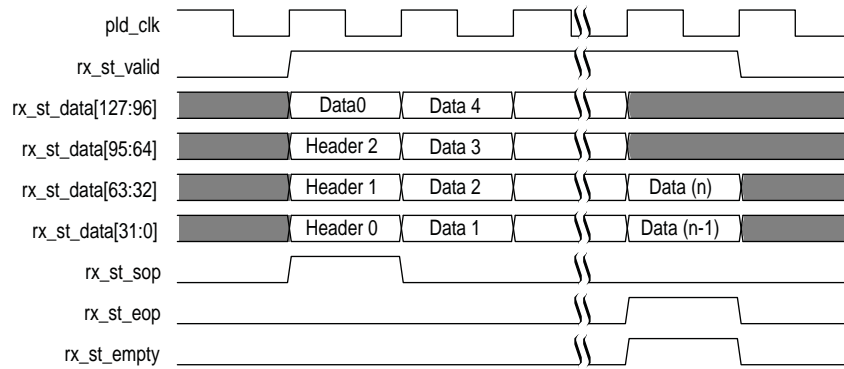 pld_clk
rx_st_valid
rx_st_data[127:96] Data0 Data 4
rx_st_data[95:64] Header 2 Data 3
rx_st_data[63:32] Header 1 Data 2 Data (n)
rx_st_data[31:0] Header 0 Data 1 Data (n-1)
rx_st_sop
rx_st_eop
rx_st_empty